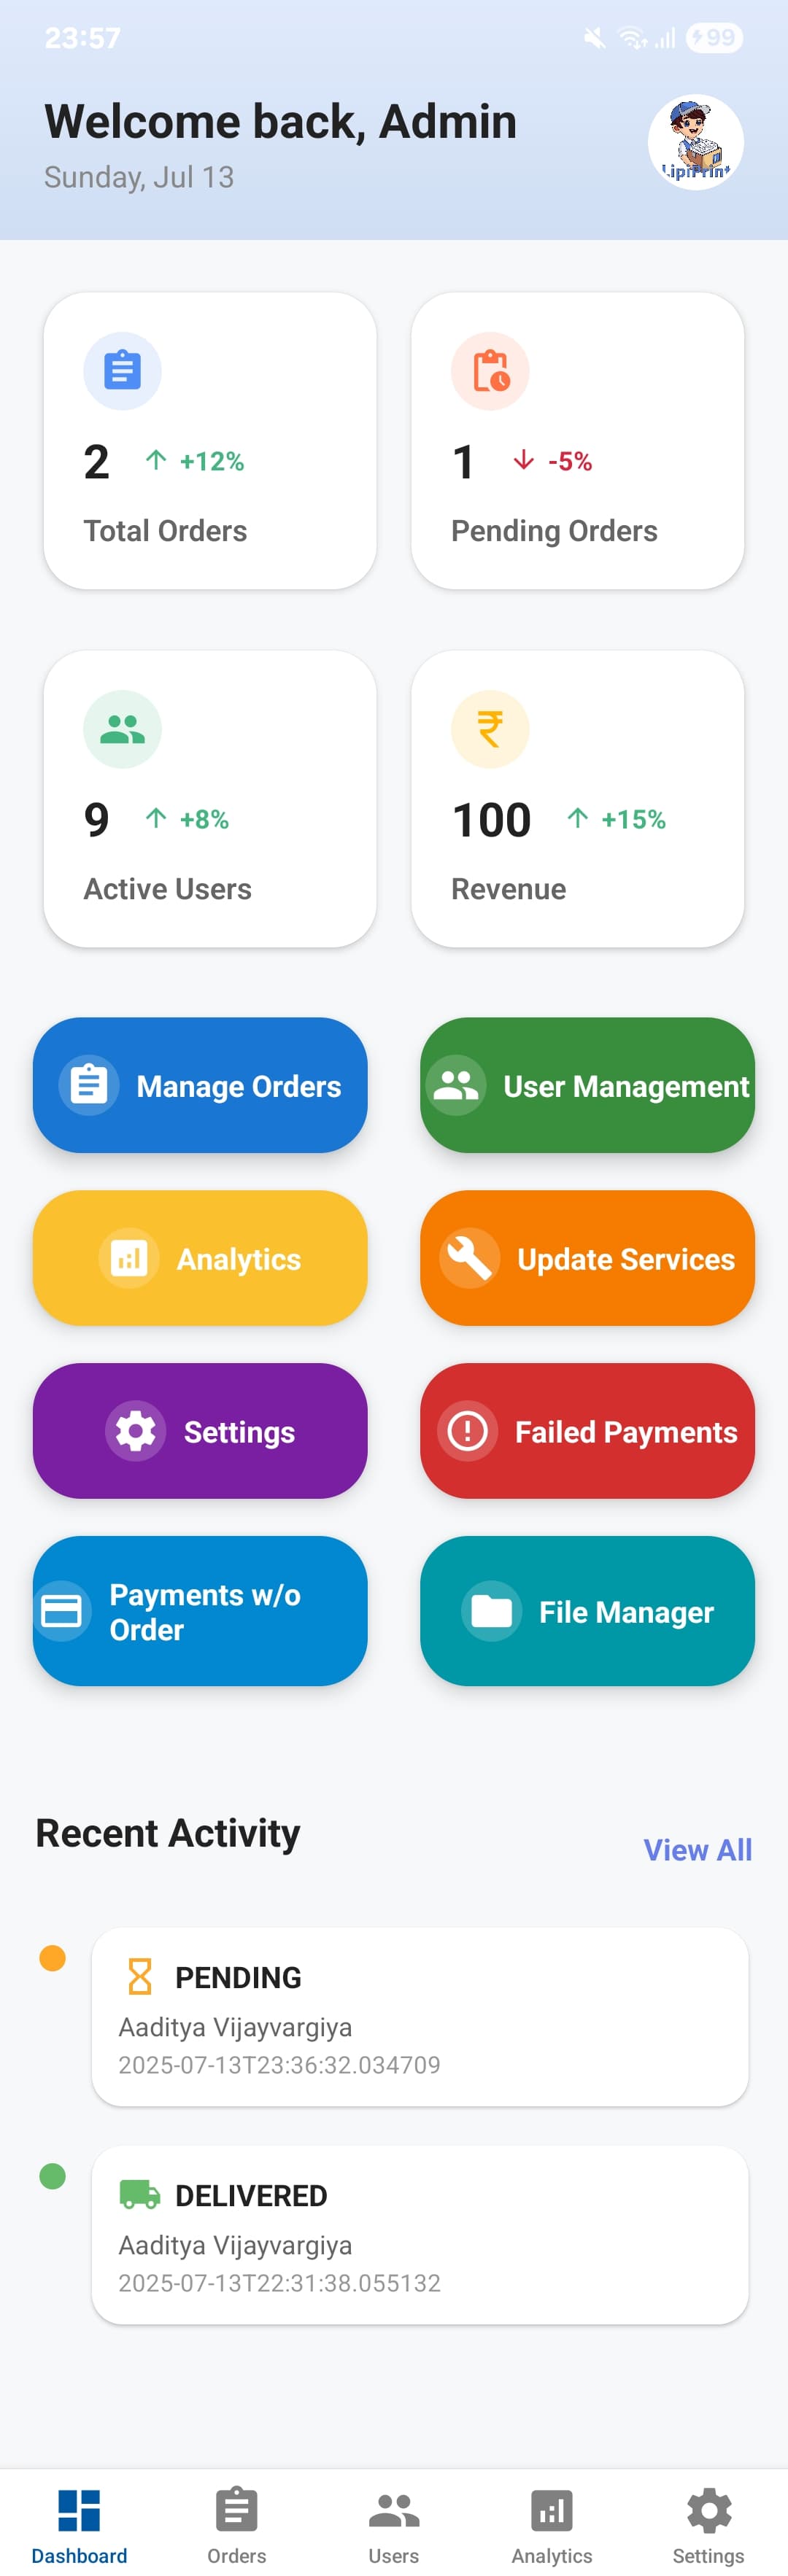 23:57
99
Welcome back, Admin
Sunday, Jul 13
LipiPrint
2 +12%
Total Orders
1 -5%
Pending Orders
9 +8%
Active Users
₹
100 +15%
Revenue
Manage Orders
User Management
Analytics
Update Services
Settings
Failed Payments
Payments w/o
Order
File Manager
Recent Activity
View All
PENDING
Aaditya Vijayvargiya
2025-07-13T23:36:32.034709
DELIVERED
Aaditya Vijayvargiya
2025-07-13T22:31:38.055132
Dashboard
Orders
Users
Analytics
Settings